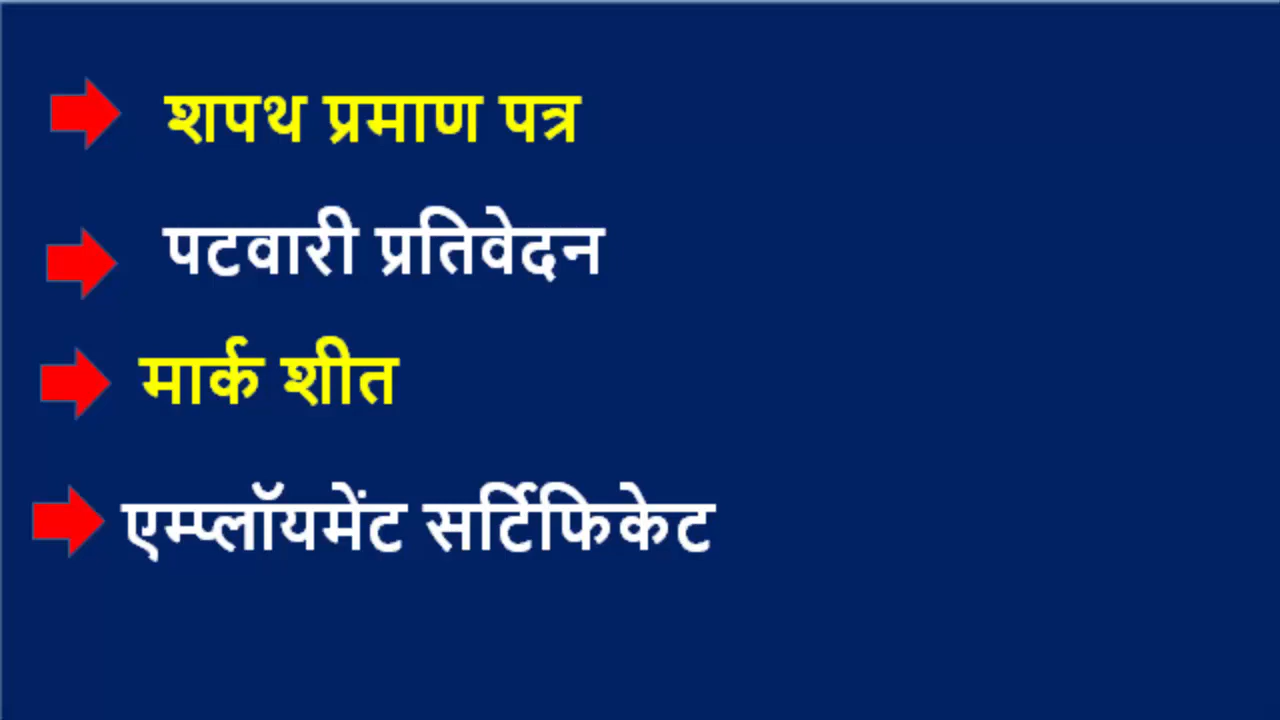 शपथ प्रमाण पत्र
पटवारी प्रतिवेदन
मार्क शीत
एम्प्लॉयमेंट सर्टिफिकेट